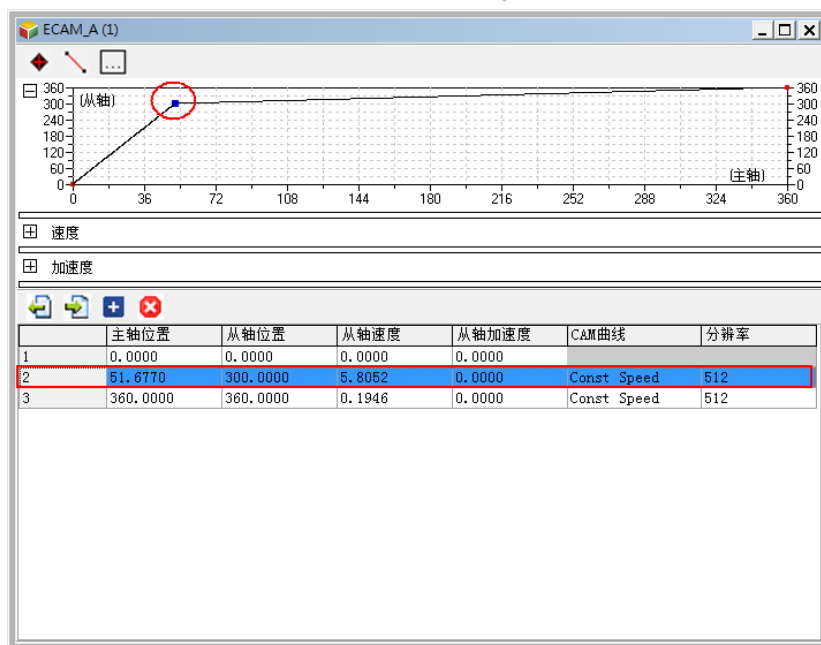 ECAM_A (1)
...
360 (从轴) 360
300 300
240 240
180 180
120 120
60 (主轴) 60
0 0
0 36 72 108 144 180 216 252 288 324 360
速度
加速度
主轴位置 从轴位置 从轴速度 从轴加速度 CAM曲线 分辨率
1 0.0000 0.0000 0.0000 0.0000
2 51.6770 300.0000 5.8052 0.0000 Const Speed 512
3 360.0000 360.0000 0.1946 0.0000 Const Speed 512